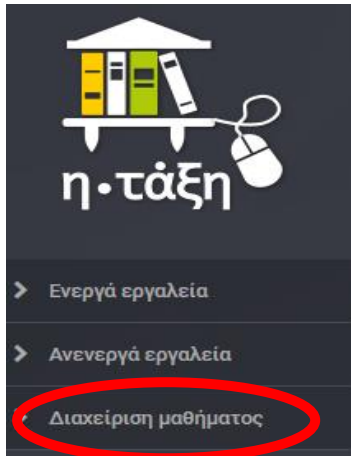 η•τάξη
Ενεργά εργαλεία
Ανενεργά εργαλεία
Διαχείριση μαθήματος